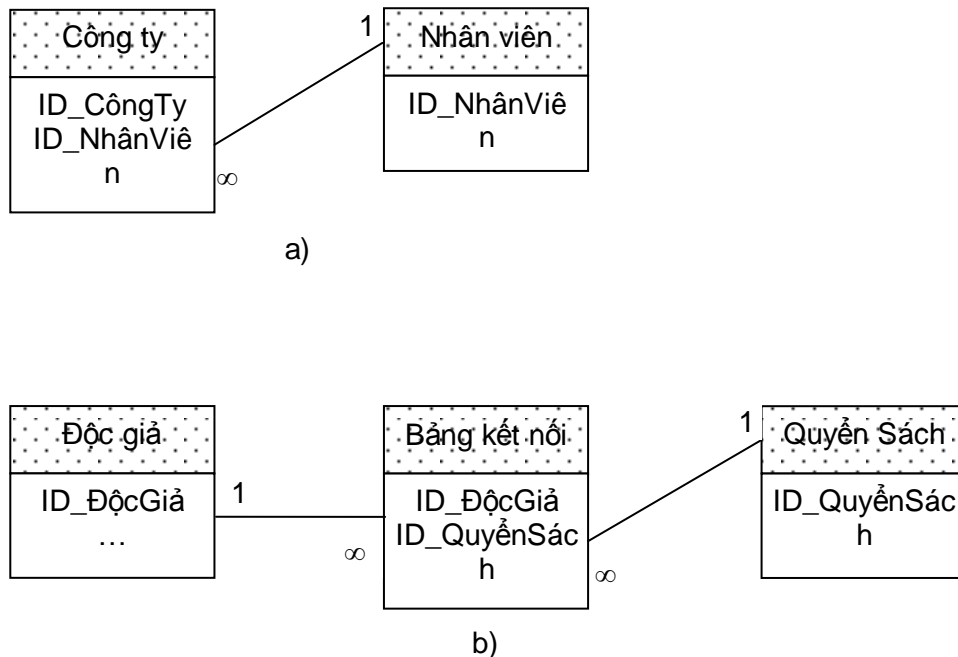 Công ty
1
Nhân viên
ID_CôngTy
ID_NhânViê
n
∞
ID_NhânViê
n
a)
Độc giả
Bảng kết nối
1
Quyển Sách
ID_ĐộcGiả
…
1
∞
ID_ĐộcGiả
ID_QuyểnSác
h
∞
ID_QuyểnSác
h
b)